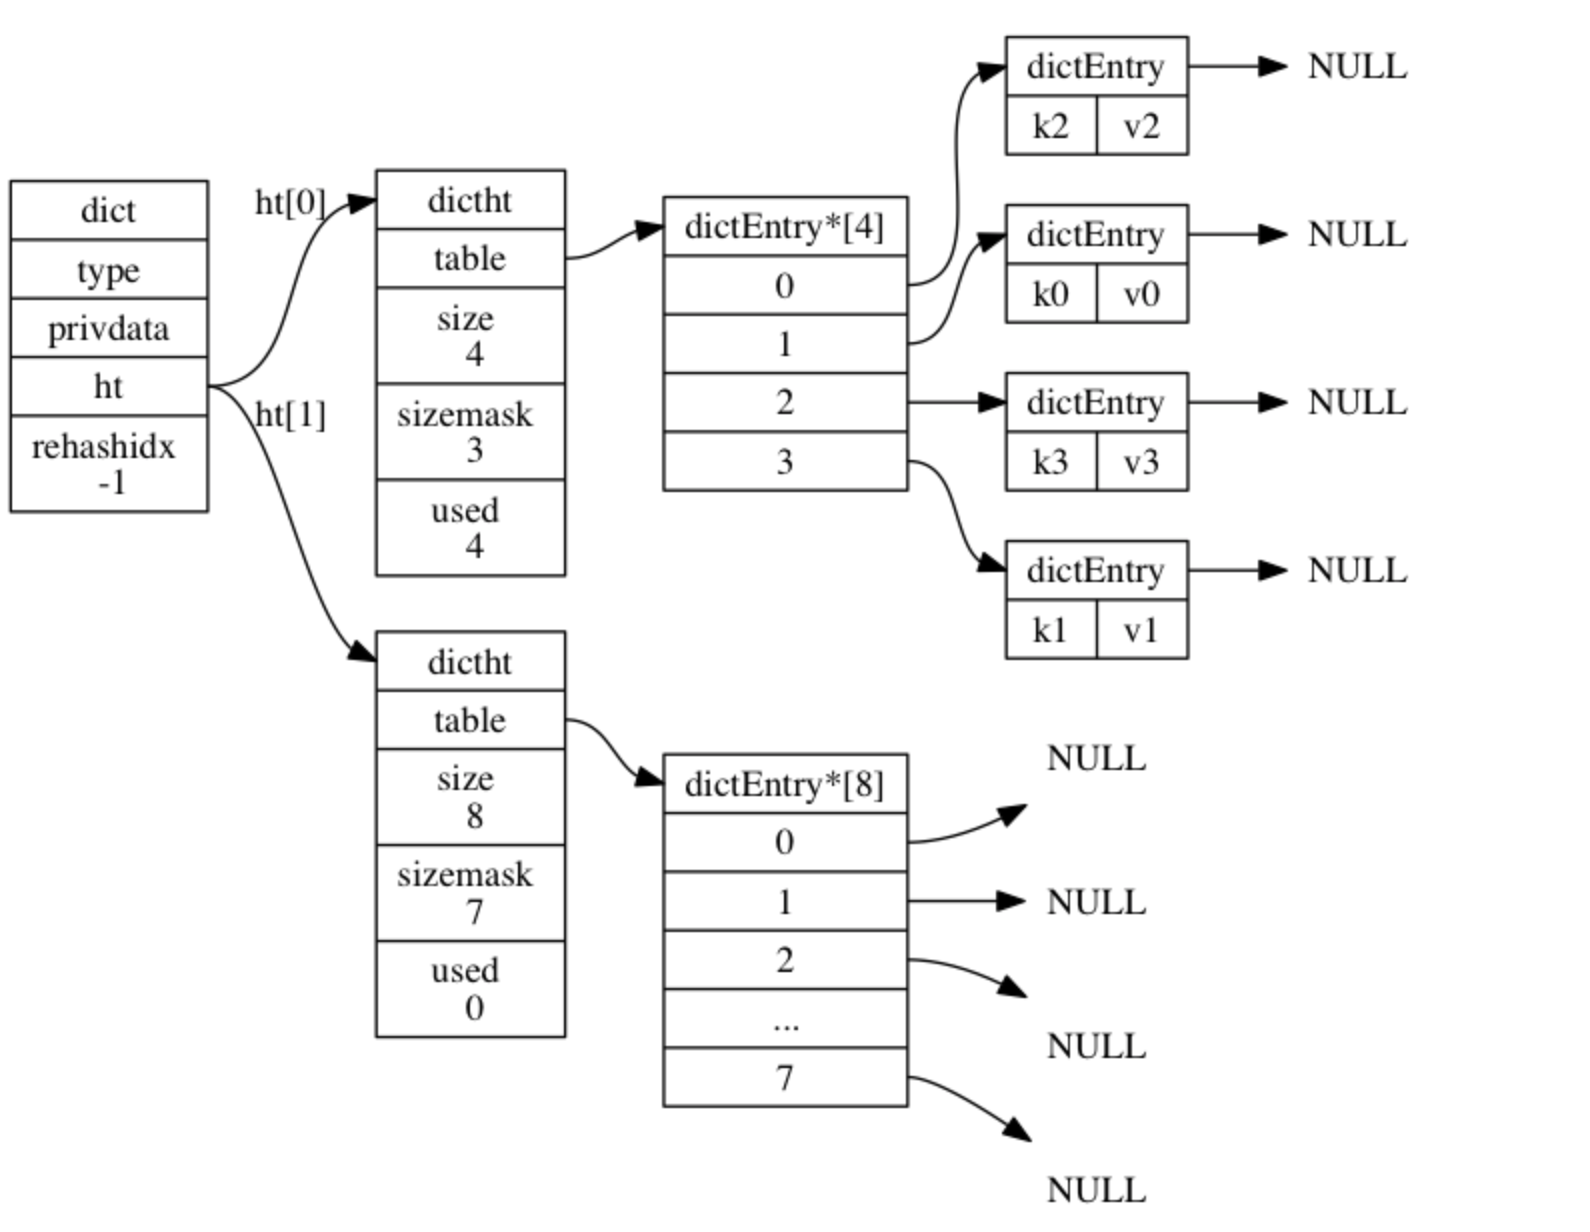 dict
type
privdata
ht
rehashidx
-1
ht[0]
ht[1]
dictht
table
size
4
sizemask
3
used
4
dictEntry*[4]
0
1
2
3
dictEntry
k2 v2
NULL
dictEntry
k0 v0
NULL
dictEntry
k3 v3
NULL
dictEntry
k1 v1
NULL
dictht
table
size
8
sizemask
7
used
0
dictEntry*[8]
0
1
2
...
7
NULL
NULL
NULL
NULL